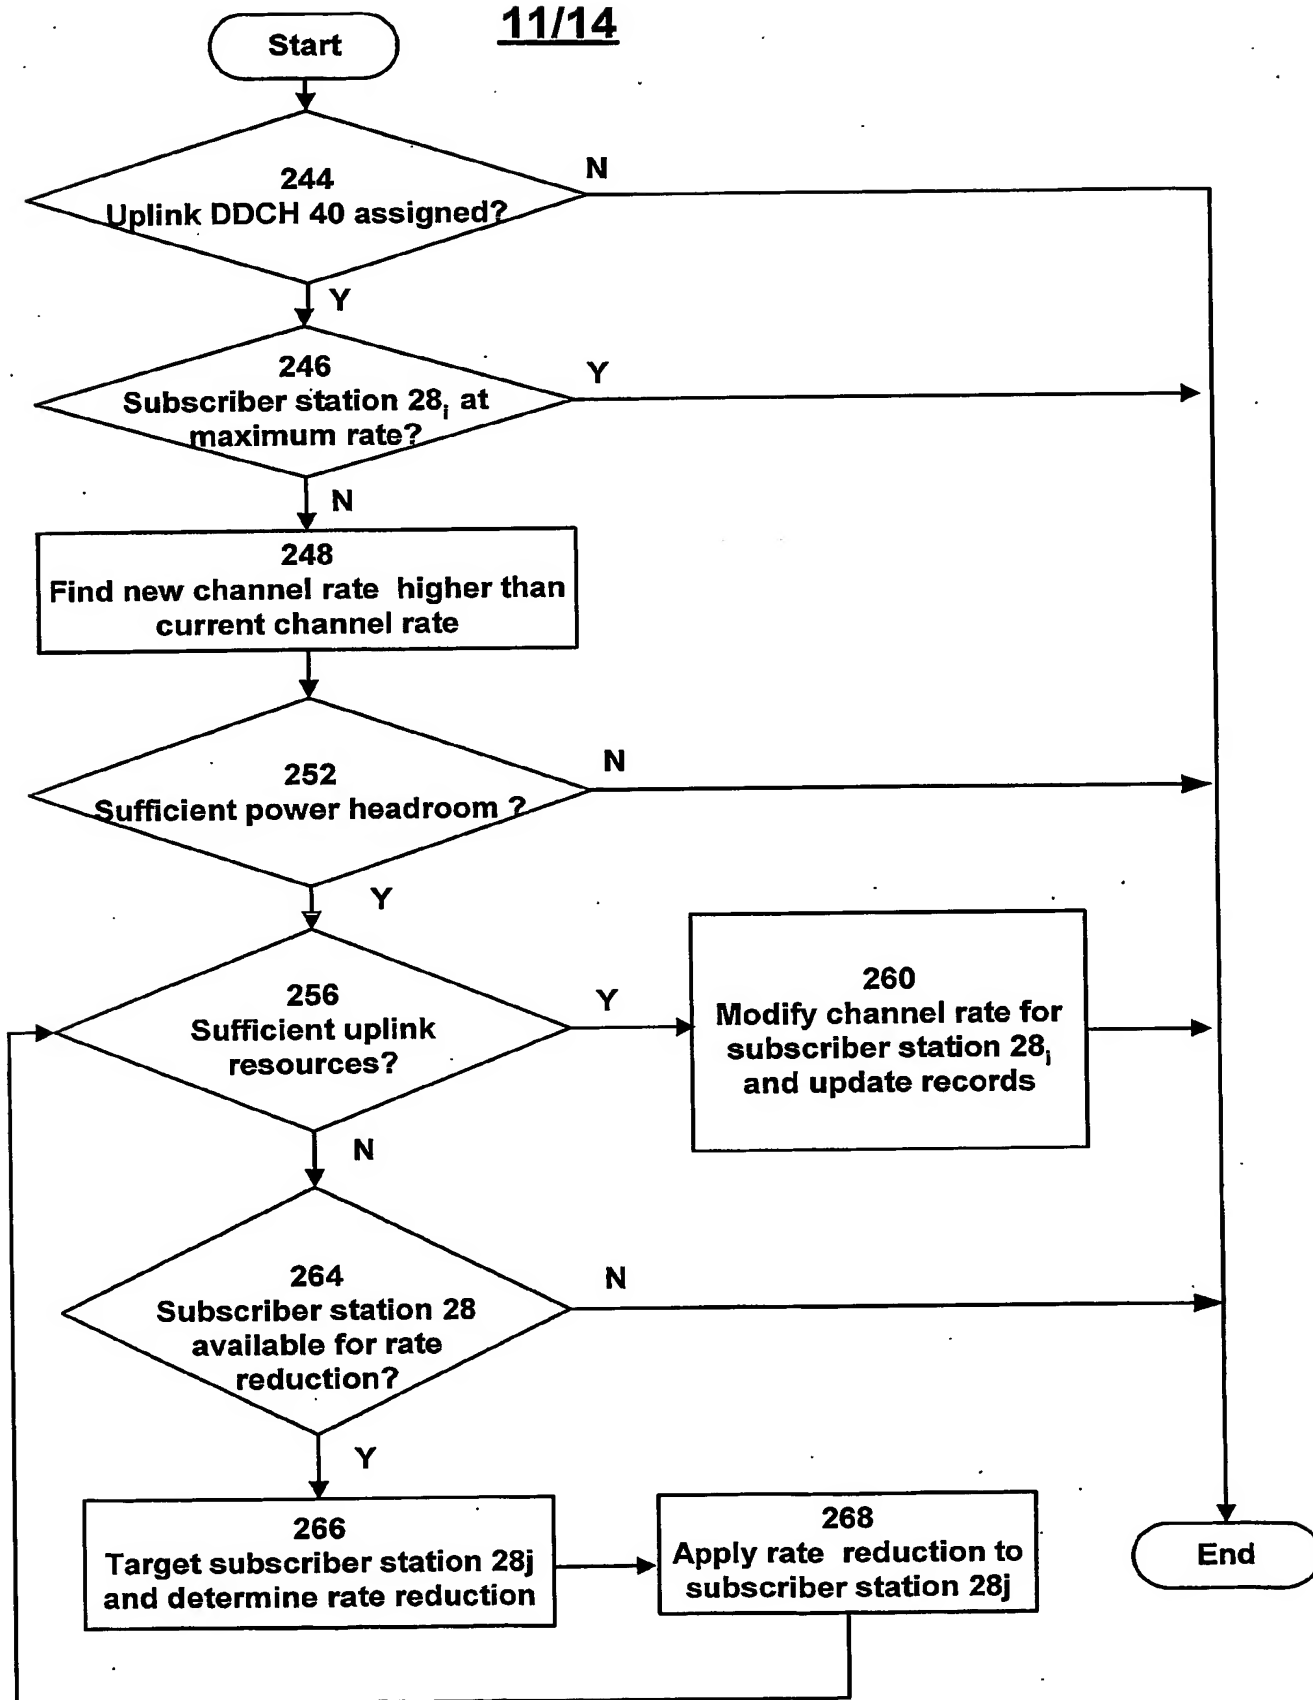 11/14
Start
244
Uplink DDCH 40 assigned?
N
Y
246
Subscriber station 28i at
maximum rate?
Y
N
248
Find new channel rate higher than
current channel rate
252
Sufficient power headroom ?
N
Y
256
Sufficient uplink
resources?
Y
260
Modify channel rate for
subscriber station 28i
and update records
N
264
Subscriber station 28
available for rate
reduction?
N
Y
266
Target subscriber station 28j
and determine rate reduction
268
Apply rate reduction to
subscriber station 28j
End